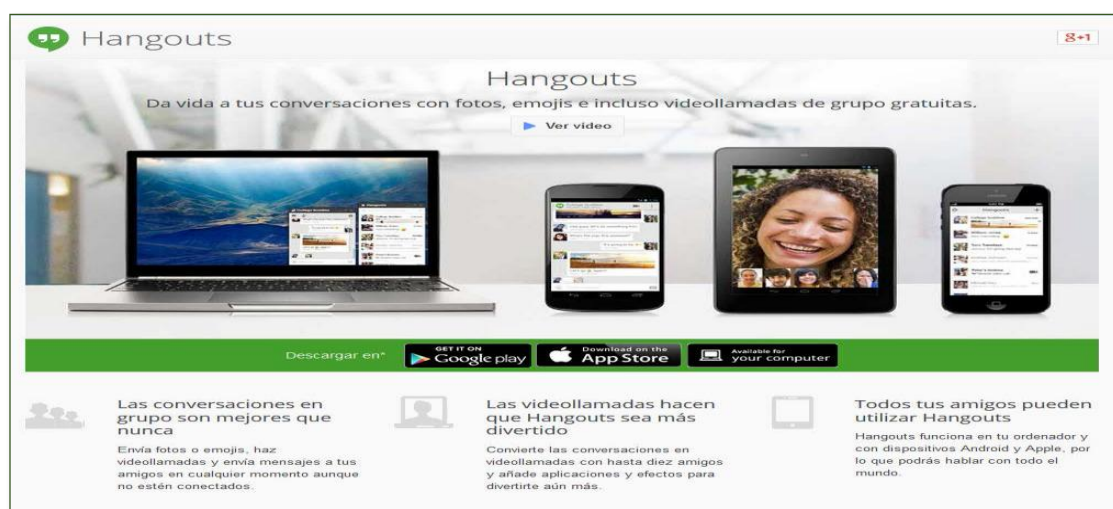 Hangouts
g+1
Hangouts
Da vida a tus conversaciones con fotos, emojis e incluso videollamadas de grupo gratuitas.
Ver vídeo
Hangouts
Descargar en*
GET IT ON
Google play
Download on the
App Store
Available for
your computer
Las conversaciones en
grupo son mejores que
nunca
Envía fotos o emojis, haz
videollamadas y envía mensajes a tus
amigos en cualquier momento aunque
no estén conectados.
Las videollamadas hacen
que Hangouts sea más
divertido
Convierte las conversaciones en
videollamadas con hasta diez amigos
y añade aplicaciones y efectos para
divertirte aún más.
Todos tus amigos pueden
utilizar Hangouts
Hangouts funciona en tu ordenador y
con dispositivos Android y Apple, por
lo que podrás hablar con todo el
mundo.